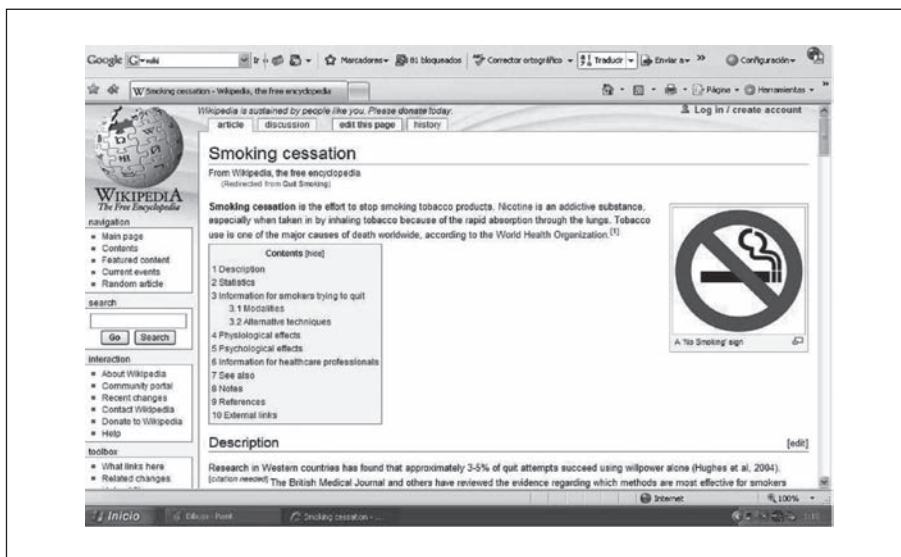 Google G wiki Ir Marcadores 81 bloqueados Corrector ortográfico Traducir Enviar a Configuración
W Smoking cessation - Wikipedia, the free encyclopedia Página Herramientas
Wikipedia is sustained by people like you. Please donate today. Log in / create account
article discussion edit this page history
Smoking cessation
From Wikipedia, the free encyclopedia
(Redirected from Quit Smoking)
WIKIPEDIA
The Free Encyclopedia
navigation
Main page
Contents
Featured content
Current events
Random article
search
Go Search
interaction
About Wikipedia
Community portal
Recent changes
Contact Wikipedia
Donate to Wikipedia
Help
toolbox
What links here
Related changes
Smoking cessation is the effort to stop smoking tobacco products. Nicotine is an addictive substance,
especially when taken in by inhaling tobacco because of the rapid absorption through the lungs. Tobacco
use is one of the major causes of death worldwide, according to the World Health Organization.[1]
Contents [hide]
1 Description
2 Statistics
3 Information for smokers trying to quit
3.1 Modalities
3.2 Alternative techniques
4 Physiological effects
5 Psychological effects
6 Information for healthcare professionals
7 See also
8 Notes
9 References
10 External links
A 'No Smoking' sign
Description [edit]
Research in Western countries has found that approximately 3-5% of quit attempts succeed using willpower alone (Hughes et al, 2004).
[citation needed] The British Medical Journal and others have reviewed the evidence regarding which methods are most effective for smokers
Internet 100%
Inicio Dibujo - Paint Smoking cessation - ...